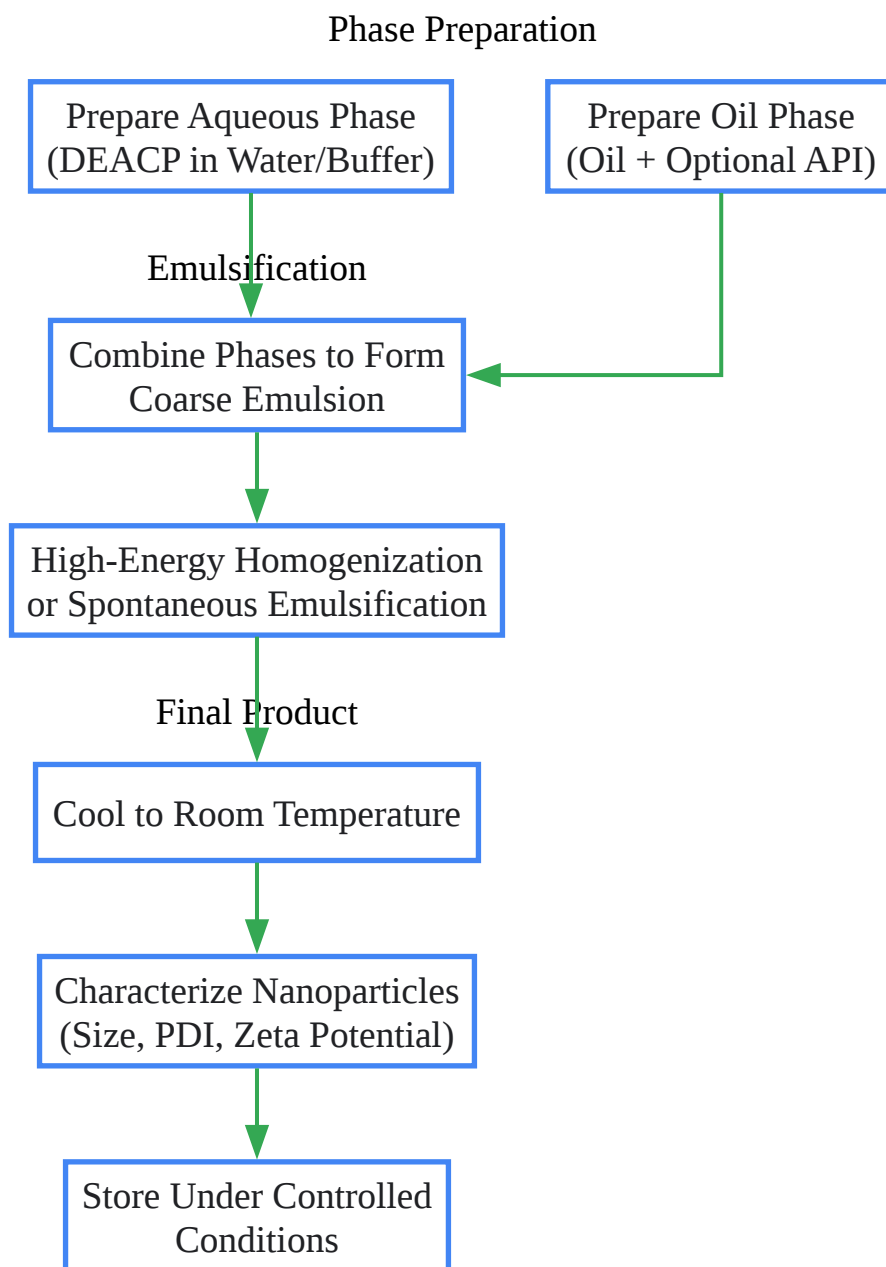 Phase Preparation
Prepare Aqueous Phase
(DEACP in Water/Buffer)
Prepare Oil Phase
(Oil + Optional API)
Emulsification
Combine Phases to Form
Coarse Emulsion
High-Energy Homogenization
or Spontaneous Emulsification
Final Product
Cool to Room Temperature
Characterize Nanoparticles
(Size, PDI, Zeta Potential)
Store Under Controlled
Conditions